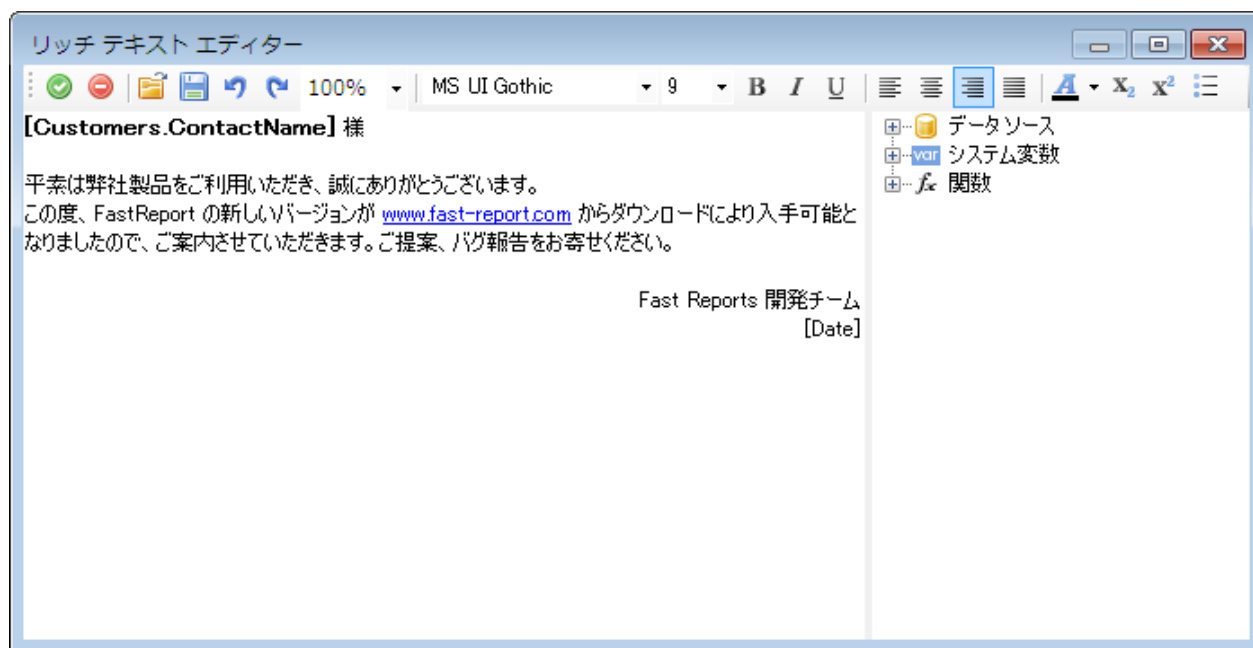 リッチ テキスト エディター
100% MS UI Gothic 9 B I U A X₂ X²
[Customers.ContactName] 様
平素は弊社製品をご利用いただき、誠にありがとうございます。
この度、FastReport の新しいバージョンが www.fast-report.com からダウンロードにより入手可能と
なりましたので、ご案内させていただきます。ご提案、バグ報告をお寄せください。
Fast Reports 開発チーム
[Date]
データ ソース
var システム変数
fx 関数